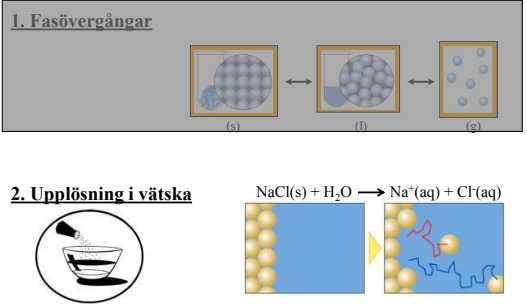 1. Fasövergångar
(s) (l) (g)
2. Upplösning i vätska
NaCl(s) + H₂O → Na⁺(aq) + Cl⁻(aq)